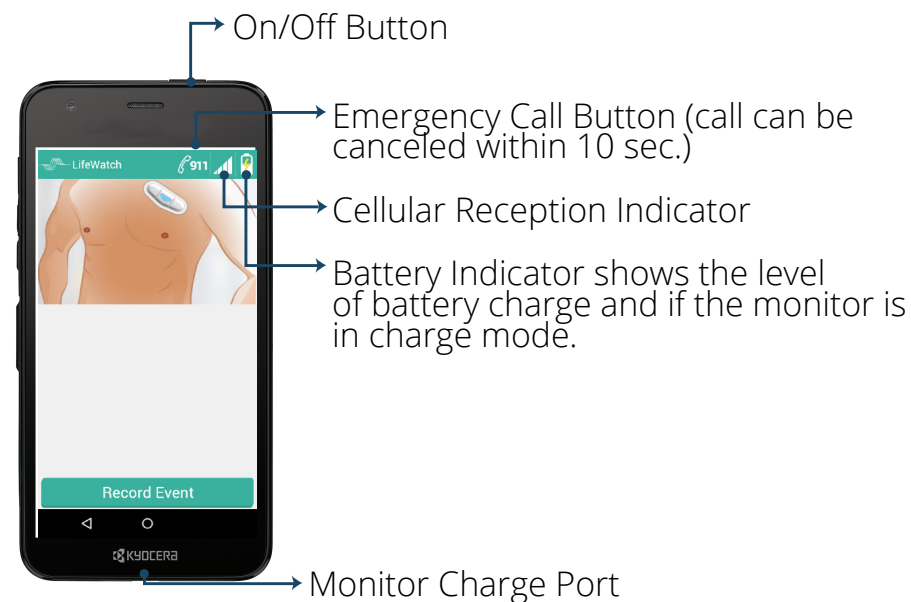 On/Off Button
Emergency Call Button (call can be
canceled within 10 sec.)
LifeWatch
911
Cellular Reception Indicator
Battery Indicator shows the level
of battery charge and if the monitor is
in charge mode.
Record Event
KYOCERA
Monitor Charge Port